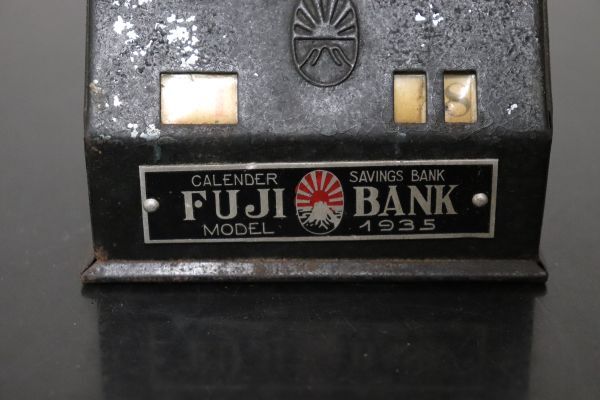 S
CALENDER SAVINGS BANK
FUJI BANK
MODEL 1935